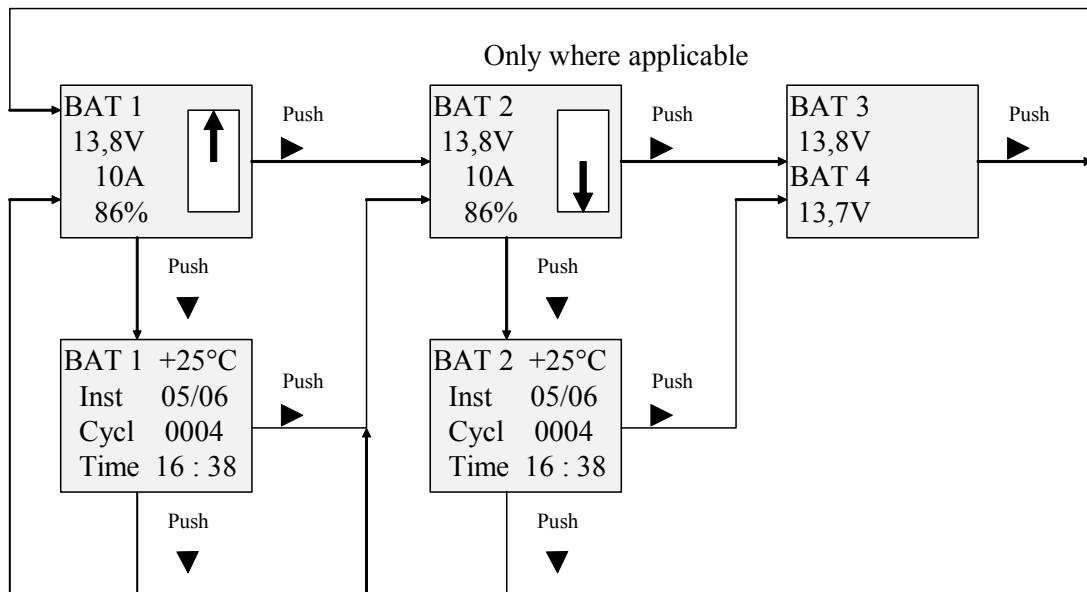 Only where applicable
BAT 1
13,8V
10A
86%
Push
BAT 2
13,8V
10A
86%
Push
BAT 3
13,8V
BAT 4
13,7V
Push
Push
Push
BAT 1 +25°C
Inst 05/06
Cycl 0004
Time 16 : 38
Push
BAT 2 +25°C
Inst 05/06
Cycl 0004
Time 16 : 38
Push
Push
Push